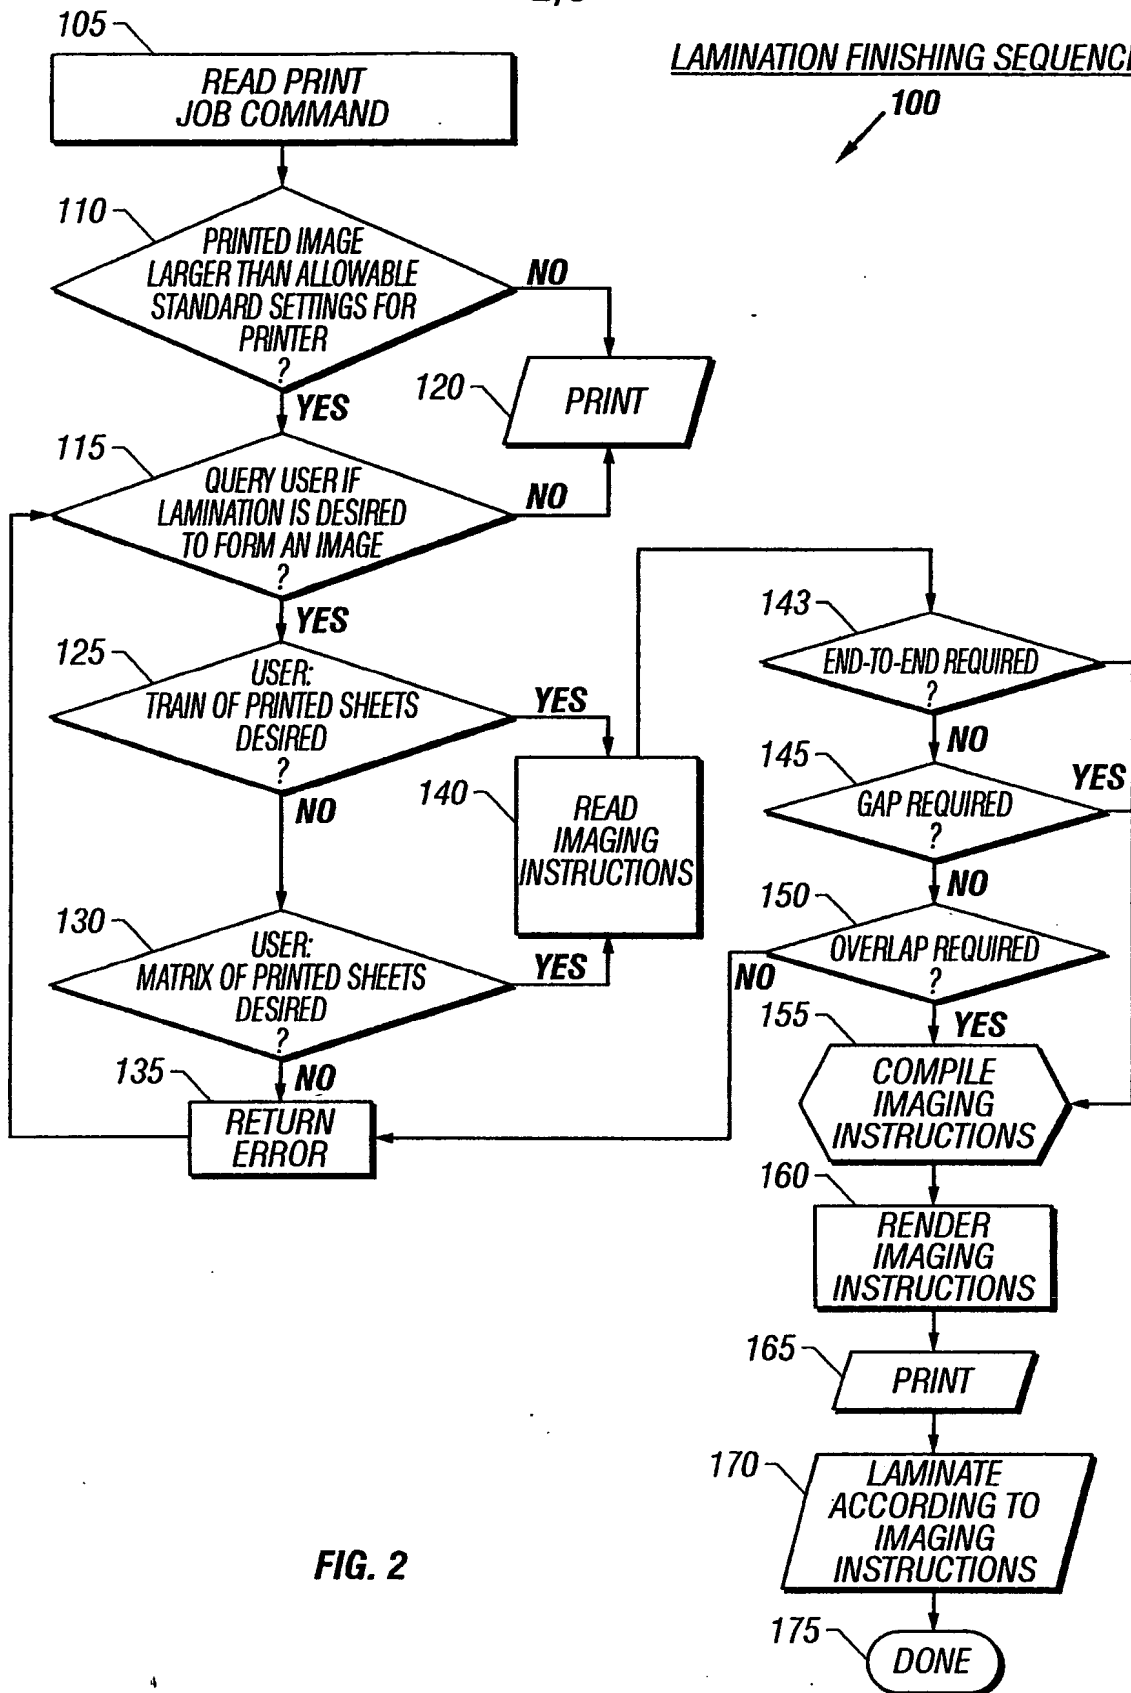 105
READ PRINT
JOB COMMAND
LAMINATION FINISHING SEQUENCE
100
110
PRINTED IMAGE
LARGER THAN ALLOWABLE
STANDARD SETTINGS FOR
PRINTER
?
NO
YES
120
PRINT
115
QUERY USER IF
LAMINATION IS DESIRED
TO FORM AN IMAGE
?
NO
YES
125
USER:
TRAIN OF PRINTED SHEETS
DESIRED
?
YES
NO
140
READ
IMAGING
INSTRUCTIONS
130
USER:
MATRIX OF PRINTED SHEETS
DESIRED
?
YES
NO
135
RETURN
ERROR
143
END-TO-END REQUIRED
?
NO
145
GAP REQUIRED
?
YES
NO
150
OVERLAP REQUIRED
?
NO
YES
155
COMPILE
IMAGING
INSTRUCTIONS
160
RENDER
IMAGING
INSTRUCTIONS
165
PRINT
170
LAMINATE
ACCORDING TO
IMAGING
INSTRUCTIONS
175
DONE
FIG. 2